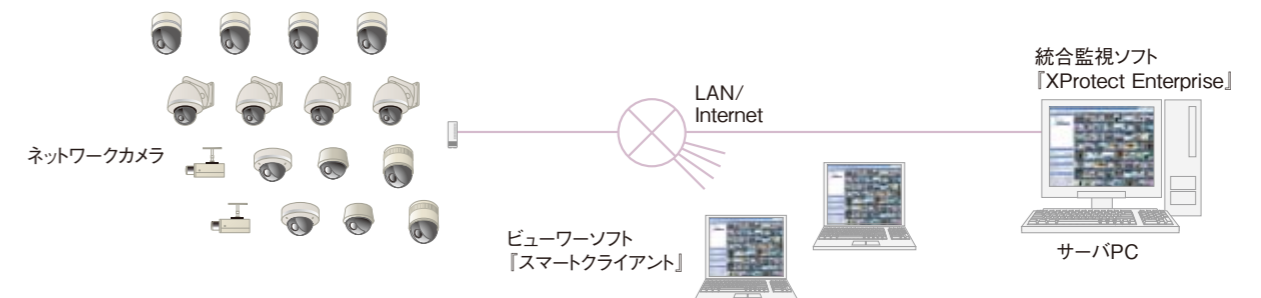 統合監視ソフト
『XProtect Enterprise』
LAN/
Internet
ネットワークカメラ
ビューワーソフト
『スマートクライアント』
サーバPC